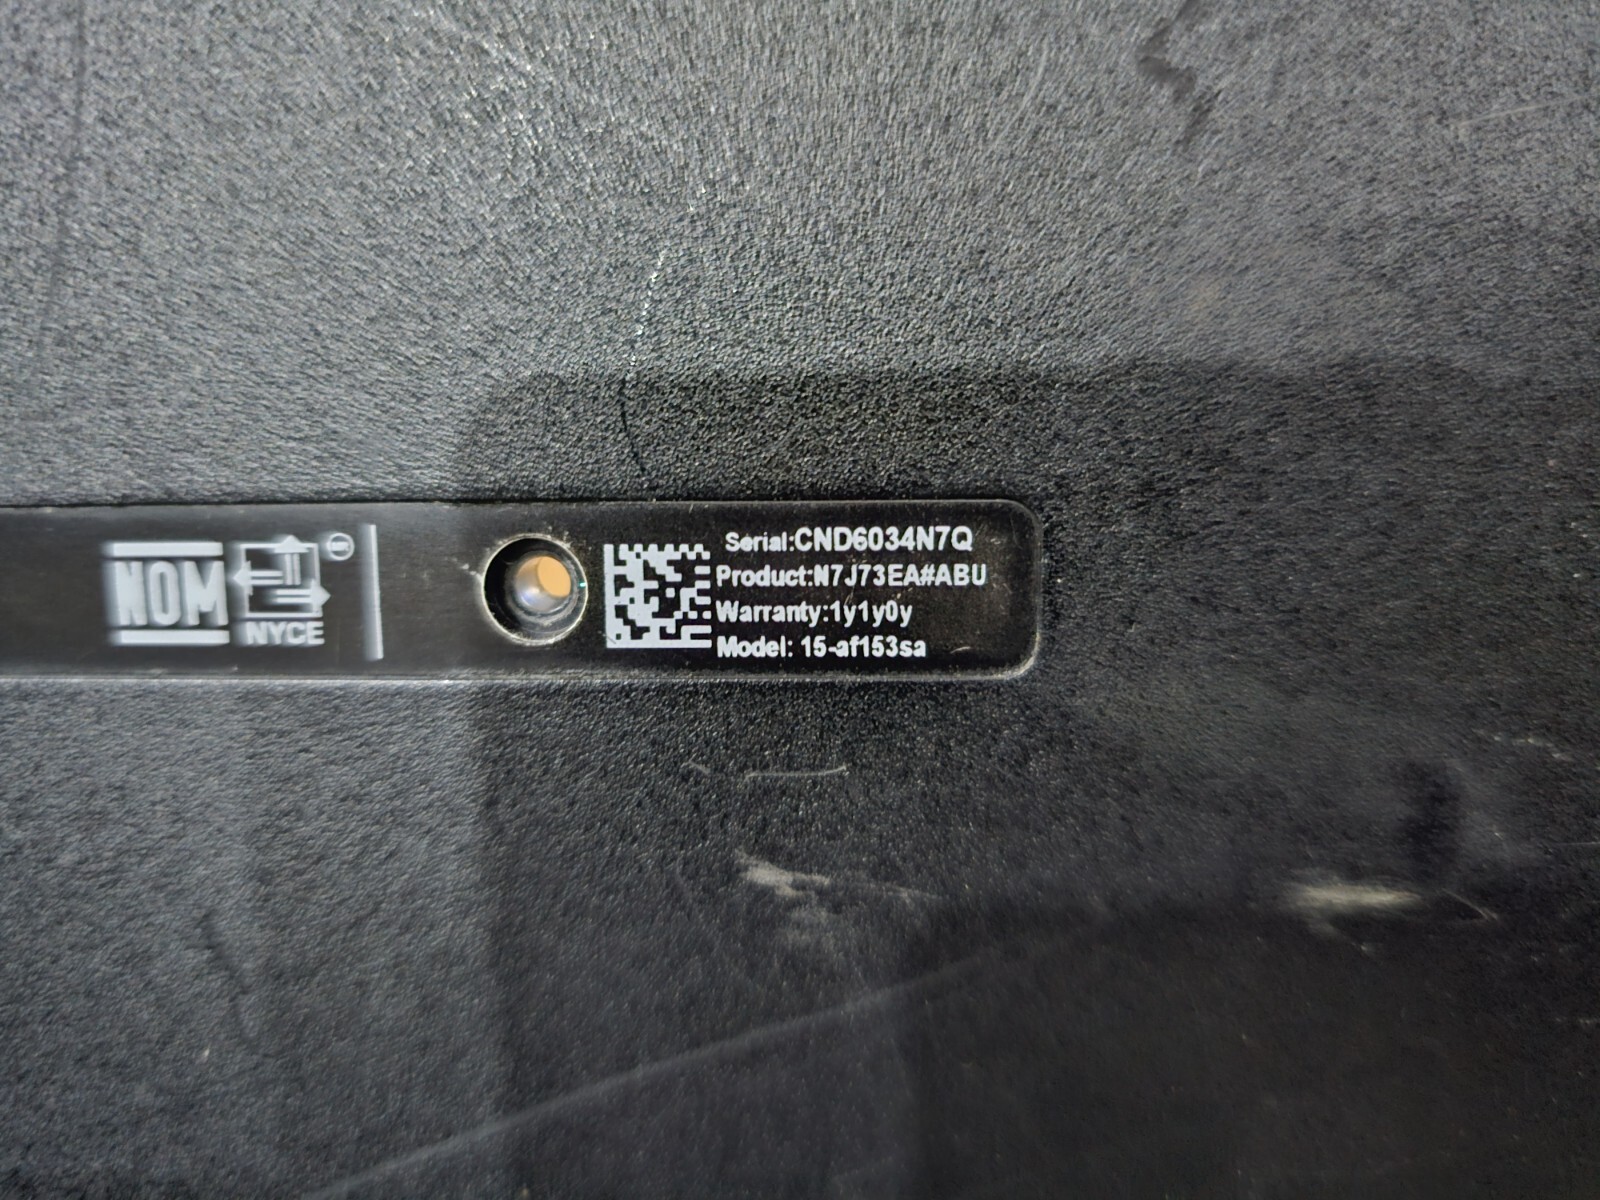 NOM
NYCE
Serial:CND6034N7Q
Product:N7J73EA#ABU
Warranty:1y1y0y
Model: 15-af153sa